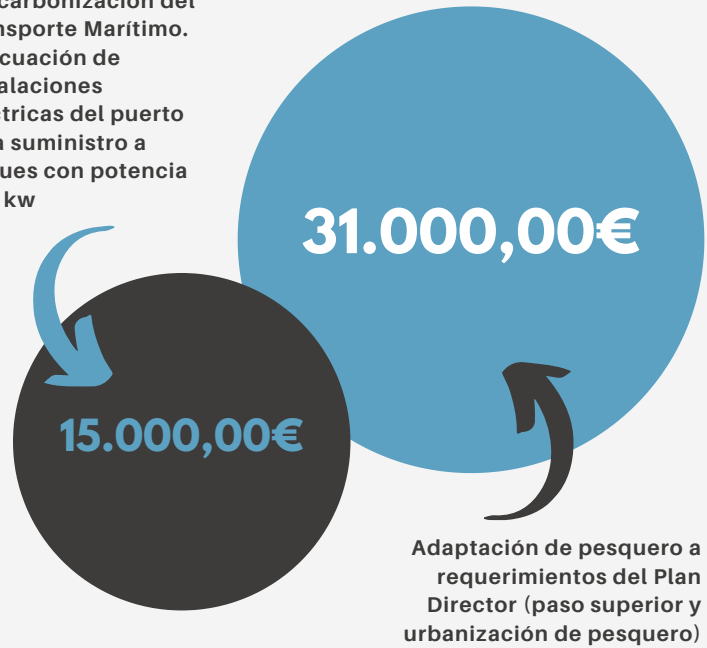 carbonización del
nsporte Marítimo.
cuación de
alaciones
ctricas del puerto
a suministro a
ues con potencia
kw
31.000,00€
15.000,00€
Adaptación de pesquero a
requerimientos del Plan
Director (paso superior y
urbanización de pesquero)